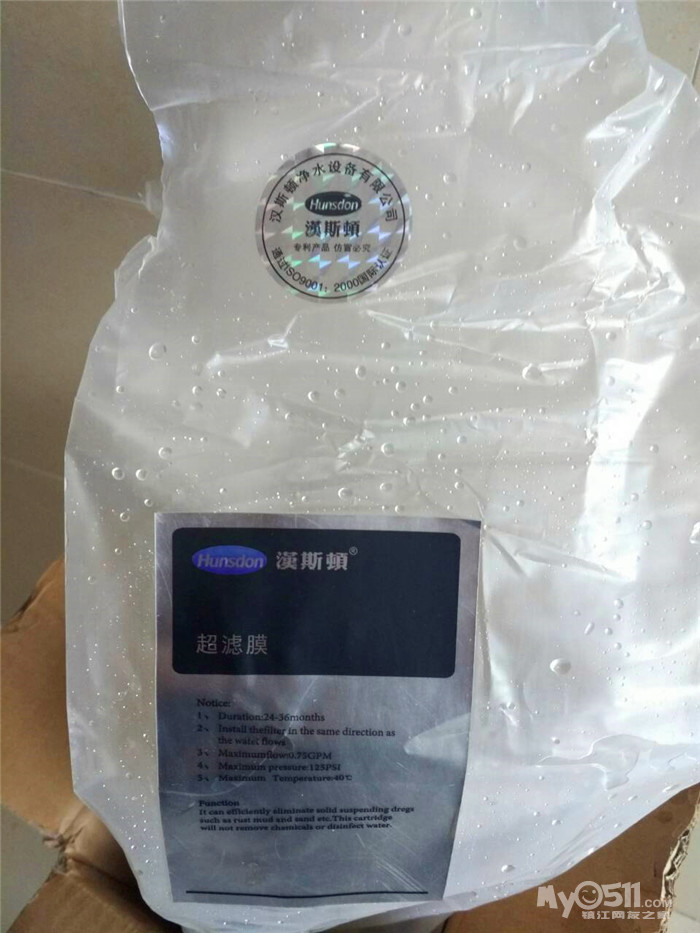 汉斯顿净水设备有限公司
Hunsdon
漢斯頓
专利产品 仿冒必究
通过ISO9001:2000国际认证
Hunsdon 漢斯頓®
超滤膜
Notice:
1、 Duration:24-36months
2、 Install thefilter in the same direction as
the water flows
3、 Maximumflow:0.75GPM
4、 Maximum pressure:125PSI
5、 Maximum Temperature:40℃
Function
It can efficiently eliminate solid suspending dregs
such as rust mud and sand etc.This cartridge
will not remove chemicals or disinfect water.
My0511.com
镇江网友之家